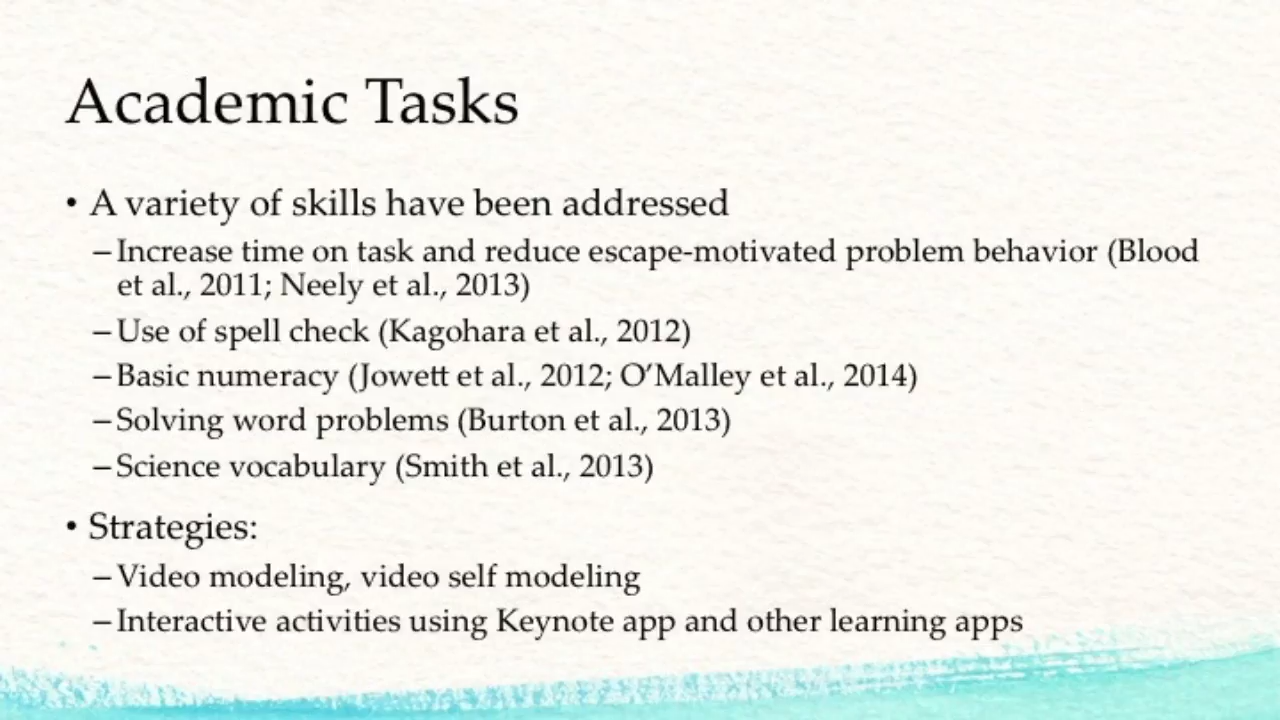 Academic Tasks
• A variety of skills have been addressed
– Increase time on task and reduce escape-motivated problem behavior (Blood
et al., 2011; Neely et al., 2013)
– Use of spell check (Kagohara et al., 2012)
– Basic numeracy (Jowett et al., 2012; O’Malley et al., 2014)
– Solving word problems (Burton et al., 2013)
– Science vocabulary (Smith et al., 2013)
• Strategies:
– Video modeling, video self modeling
– Interactive activities using Keynote app and other learning apps